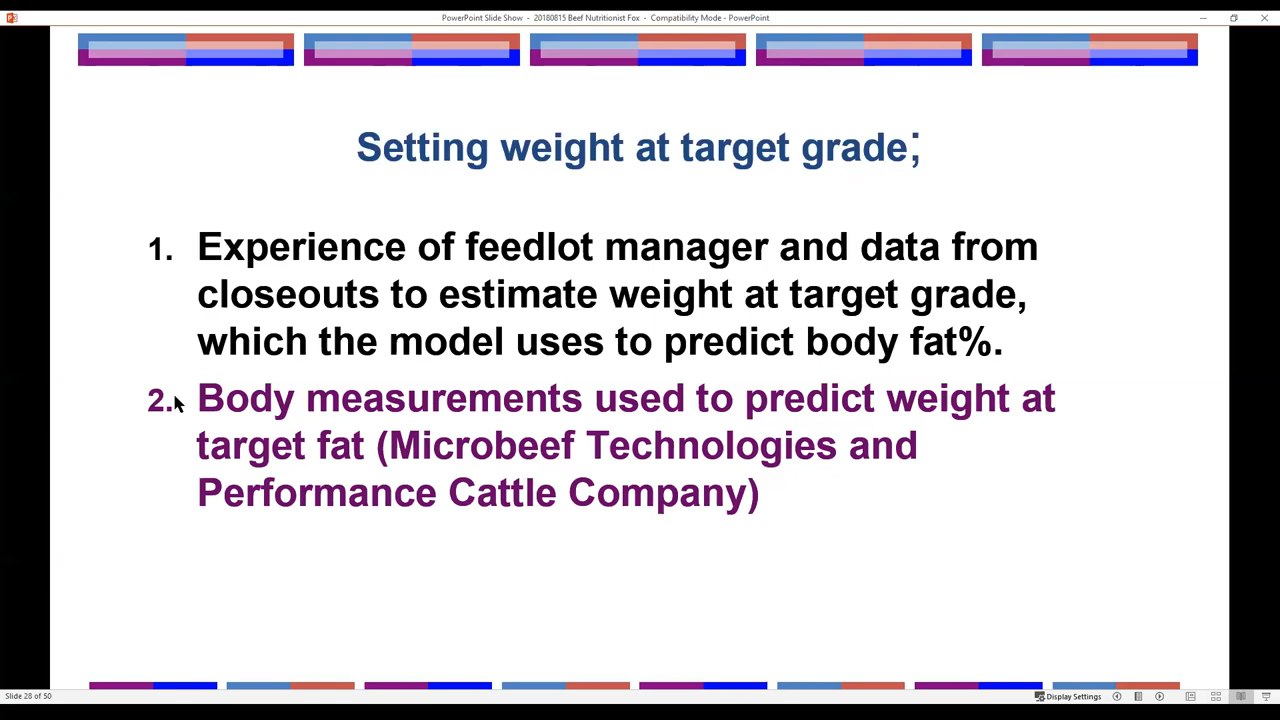 PowerPoint Slide Show - 20180815 Beef Nutritionist Fox - Compatibility Mode - PowerPoint
Setting weight at target grade;
1. Experience of feedlot manager and data from
closeouts to estimate weight at target grade,
which the model uses to predict body fat%.
2. Body measurements used to predict weight at
target fat (Microbeef Technologies and
Performance Cattle Company)
Slide 28 of 50
Display Settings